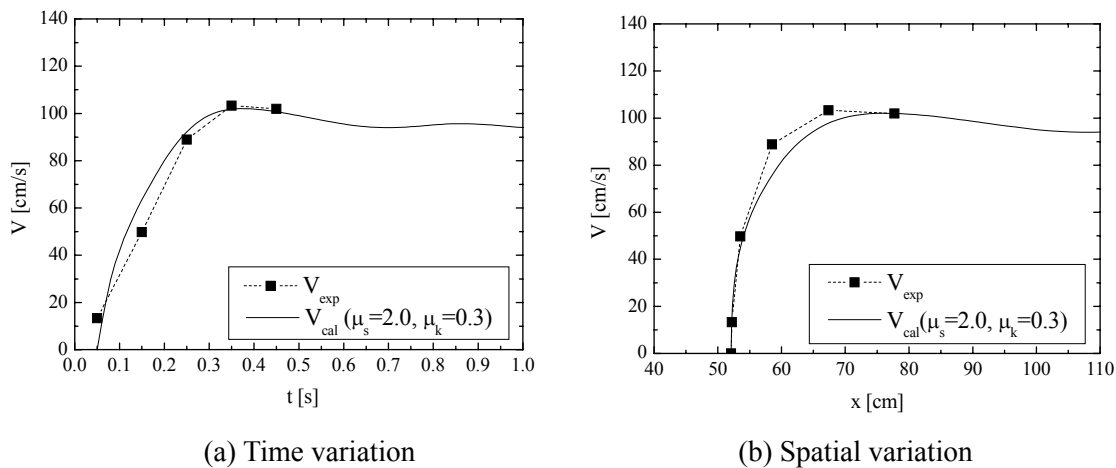 140
120
100
80
60
40
20
0
V [cm/s]
0.0 0.1 0.2 0.3 0.4 0.5 0.6 0.7 0.8 0.9 1.0
t [s]
V_exp
V_cal (μ_s=2.0, μ_k=0.3)
(a) Time variation
140
120
100
80
60
40
20
0
V [cm/s]
40 50 60 70 80 90 100 110
x [cm]
V_exp
V_cal(μ_s=2.0, μ_k=0.3)
(b) Spatial variation